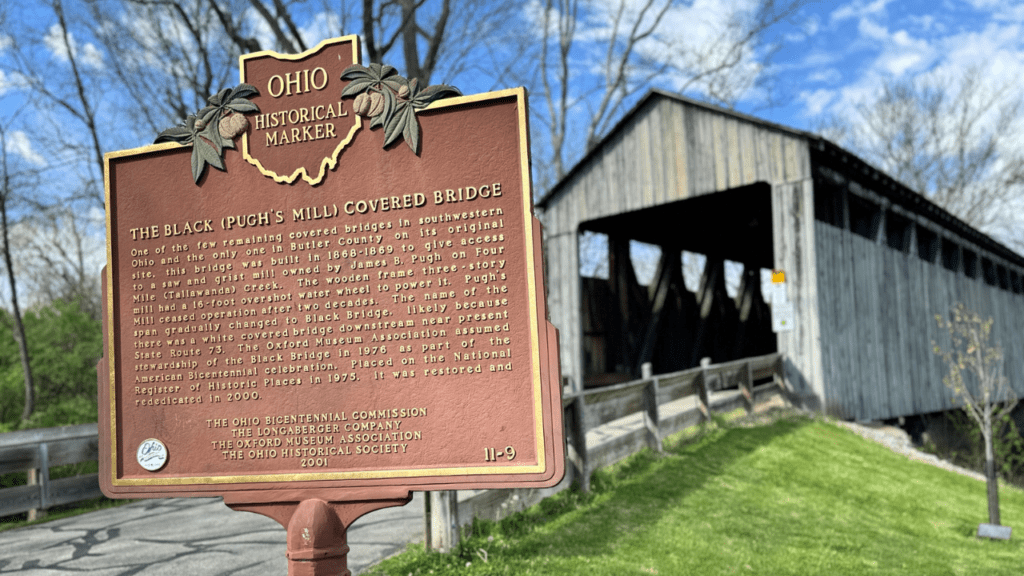 OHIO
HISTORICAL
MARKER
THE BLACK (PUGH'S MILL) COVERED BRIDGE
One of the few remaining covered bridges in southwestern
Ohio and the only one in Butler County on its original
site, this bridge was built in 1868-1869 to give access
to a saw and grist mill owned by James B. Pugh on Four
Mile (Tallawanda) Creek. The wooden frame three-story
mill had a 16-foot overshot water wheel to power it. Pugh's
Mill ceased operation after two decades. The name of the
span gradually changed to Black Bridge, likely because
there was a white covered bridge downstream near present
State Route 73. The Oxford Museum Association assumed
stewardship of the Black Bridge in 1976 as part of the
American Bicentennial celebration. Placed on the National
Register of Historic Places in 1975, it was restored and
rededicated in 2000.
THE OHIO BICENTENNIAL COMMISSION
THE LONGABERGER COMPANY
THE OXFORD MUSEUM ASSOCIATION
THE OHIO HISTORICAL SOCIETY
2001
11-9
Ohio